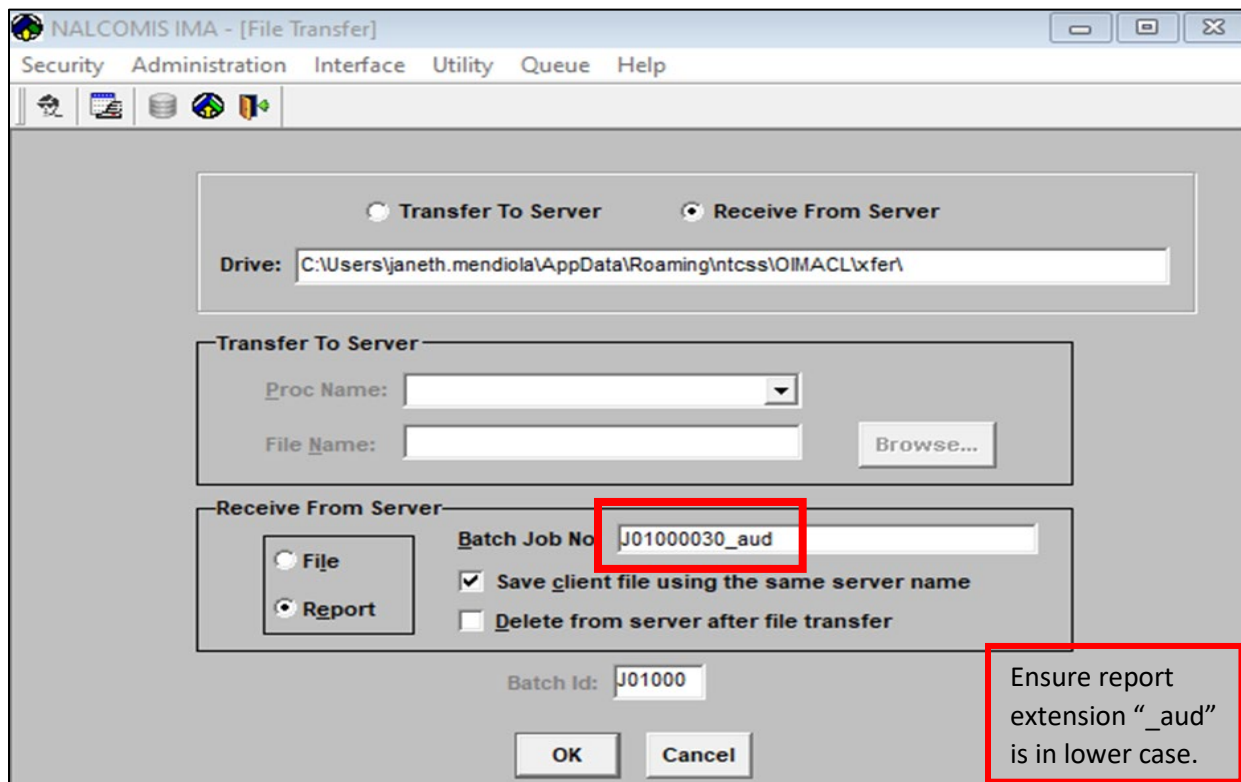 NALCOMIS IMA - [File Transfer]
Security Administration Interface Utility Queue Help
Transfer To Server Receive From Server
Drive: C:\Users\janeth.mendiola\AppData\Roaming\ntcss\OIMACL\xfer\
Transfer To Server
Proc Name:
File Name: Browse...
Receive From Server
Batch Job No J01000030_aud
File
Save client file using the same server name
Report
Delete from server after file transfer
Batch Id: J01000
OK Cancel
Ensure report
extension “_aud”
is in lower case.